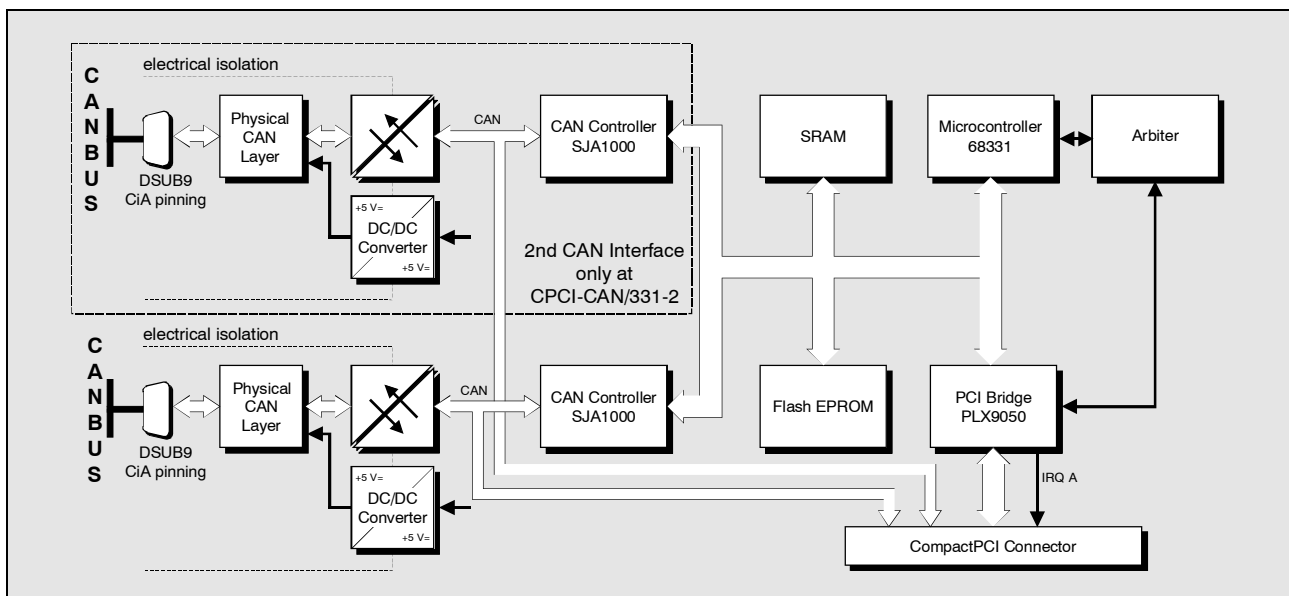 CANBUS
electrical isolation
Physical
CAN
Layer
DSUB9
CiA pinning
+5 V=
DC/DC
Converter
+5 V=
CAN
CAN Controller
SJA1000
2nd CAN Interface
only at
CPCI-CAN/331-2
SRAM
Microcontroller
68331
Arbiter
CANBUS
electrical isolation
Physical
CAN
Layer
DSUB9
CiA pinning
+5 V=
DC/DC
Converter
+5 V=
CAN
CAN Controller
SJA1000
Flash EPROM
PCI Bridge
PLX9050
IRQ A
CompactPCI Connector